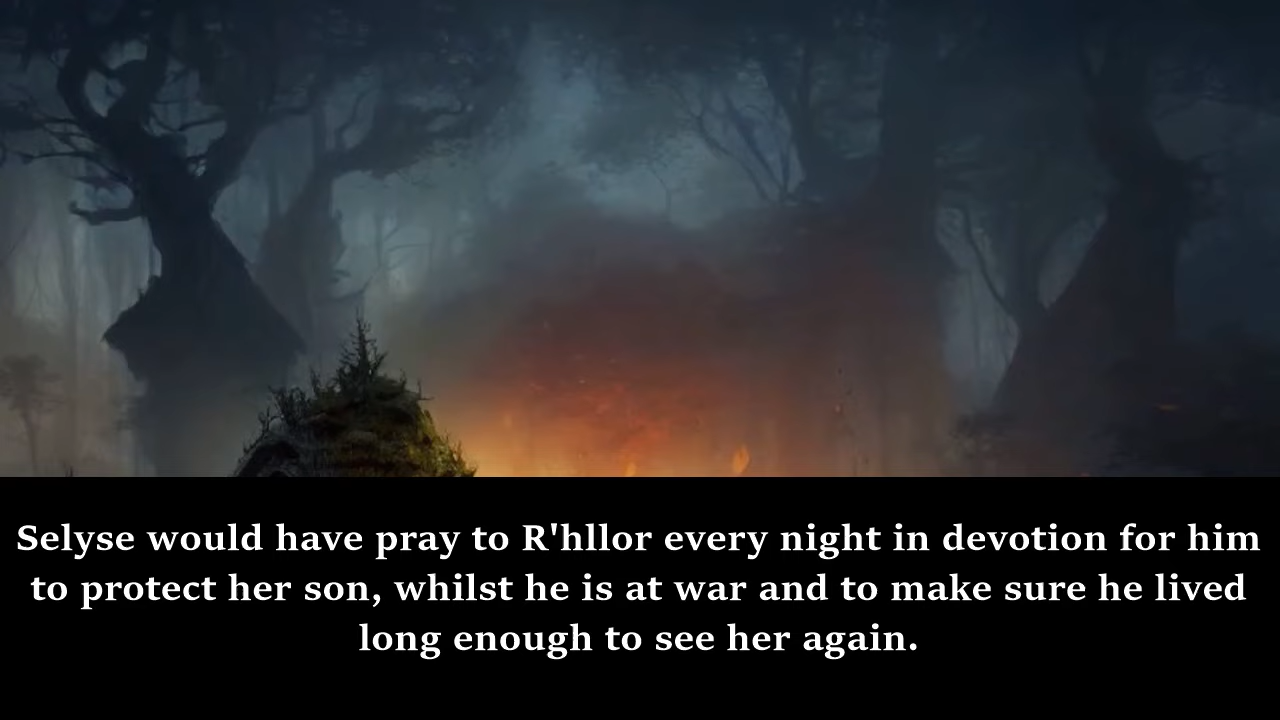 Selyse would have pray to R'hllor every night in devotion for him
to protect her son, whilst he is at war and to make sure he lived
long enough to see her again.